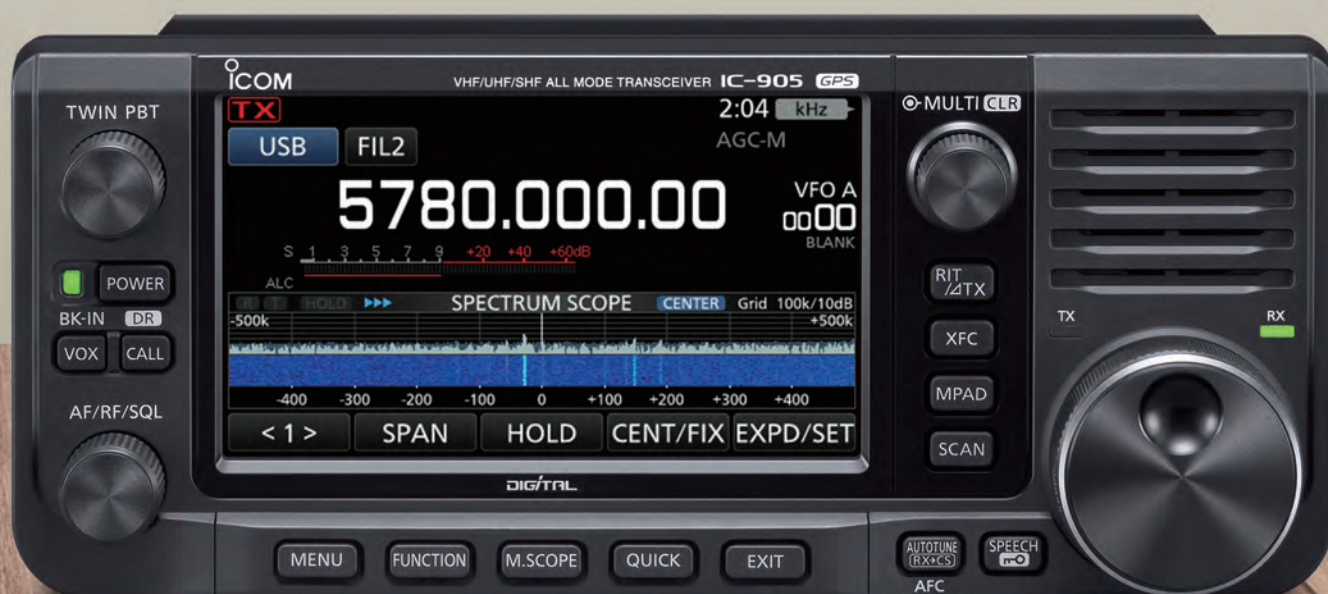 ICOM
VHF/UHF/SHF ALL MODE TRANSCEIVER IC-905 GPS
TWIN PBT
POWER
BK-IN DR
VOX CALL
AF/RF/SQL
TX 2:04 kHz
USB FIL2 AGC-M
5780.000.00
VFO A
0000
BLANK
S 1 3 5 7 9 +20 +40 +60dB
ALC
R T HOLD SPECTRUM SCOPE CENTER Grid 100k/10dB
-500k +500k
-400 -300 -200 -100 0 +100 +200 +300 +400
<1> SPAN HOLD CENT/FIX EXPD/SET
DIGITAL
MULTI CLR
RIT
/⊿TX
XFC
MPAD
SCAN
TX RX
MENU FUNCTION M.SCOPE QUICK EXIT
AUTOTUNE
RX→CS
AFC
SPEECH